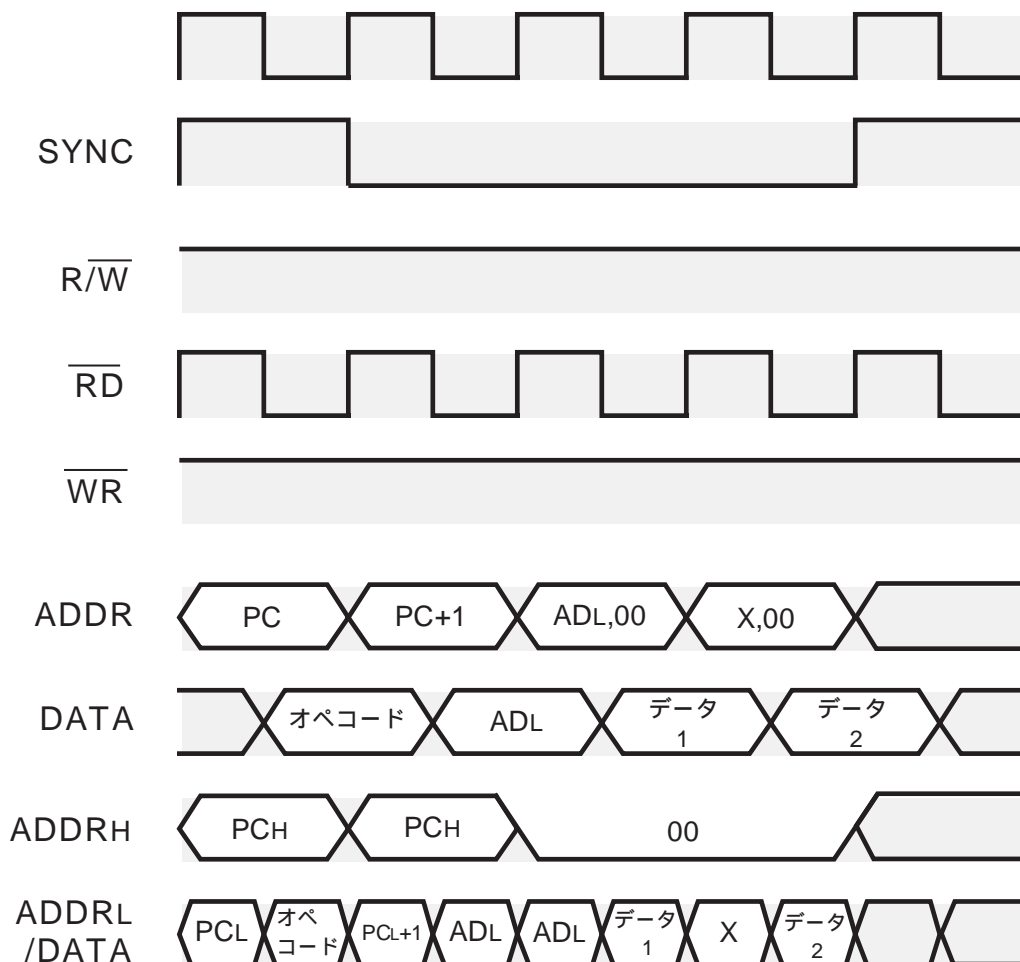 SYNC
R/W
RD
WR
ADDR PC PC+1 ADL,00 X,00
DATA オペコード ADL データ 1 データ 2
ADDRH PCH PCH 00
ADDRL
/DATA
PCL オペ
コード PCL+1 ADL ADL データ
1 X データ
2